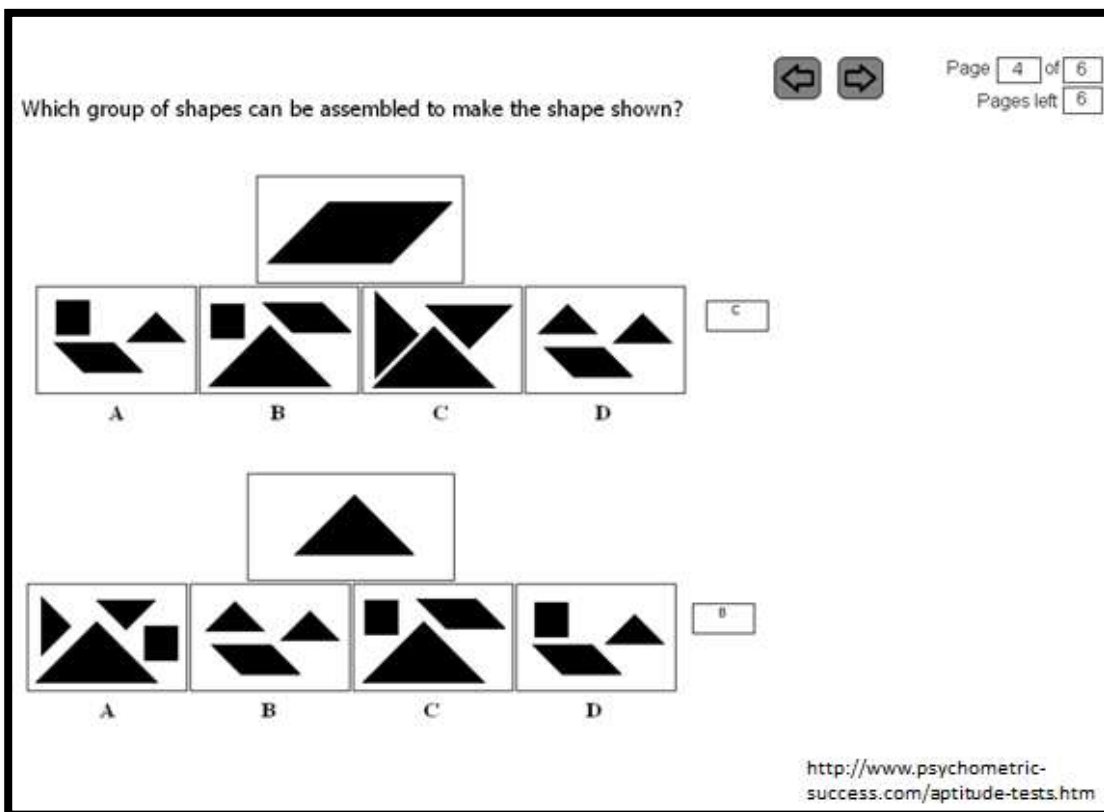 Page 4 of 6
Pages left 6
Which group of shapes can be assembled to make the shape shown?
C
A B C D
B
A B C D
http://www.psychometric-
success.com/aptitude-tests.htm